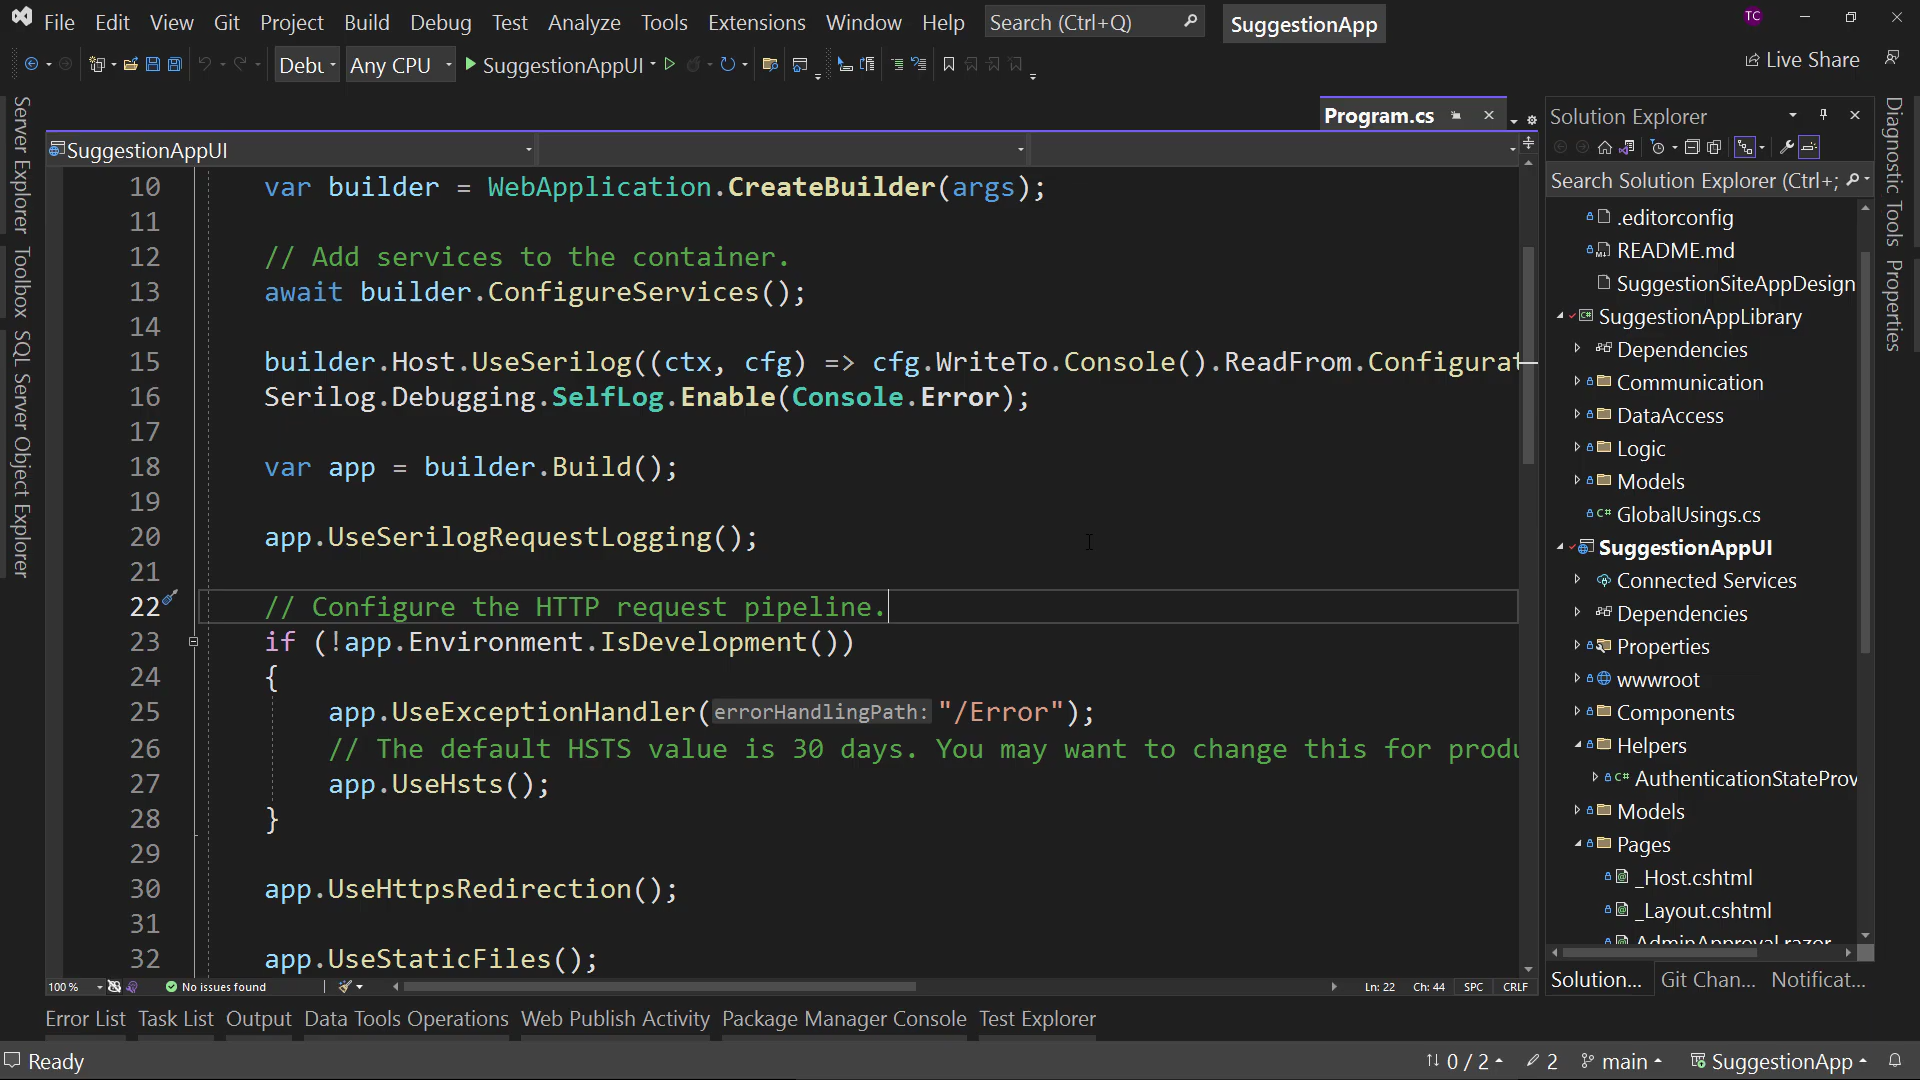 File Edit View Git Project Build Debug Test Analyze Tools Extensions Window Help Search (Ctrl+Q) SuggestionApp TC
Debu Any CPU SuggestionAppUI Live Share
Server Explorer
Toolbox
SQL Server Object Explorer
Program.cs
SuggestionAppUI
10 var builder = WebApplication.CreateBuilder(args);
11
12 // Add services to the container.
13 await builder.ConfigureServices();
14
15 builder.Host.UseSerilog((ctx, cfg) => cfg.WriteTo.Console().ReadFrom.Configurat
16 Serilog.Debugging.SelfLog.Enable(Console.Error);
17
18 var app = builder.Build();
19
20 app.UseSerilogRequestLogging();
21
22 // Configure the HTTP request pipeline.
23 if (!app.Environment.IsDevelopment())
24 {
25 app.UseExceptionHandler(errorHandlingPath: "/Error");
26 // The default HSTS value is 30 days. You may want to change this for produ
27 app.UseHsts();
28 }
29
30 app.UseHttpsRedirection();
31
32 app.UseStaticFiles();
100 % No issues found Ln: 22 Ch: 44 SPC CRLF
Solution Explorer
Search Solution Explorer (Ctrl+;
.editorconfig
README.md
SuggestionSiteAppDesign
SuggestionAppLibrary
Dependencies
Communication
DataAccess
Logic
Models
GlobalUsings.cs
SuggestionAppUI
Connected Services
Dependencies
Properties
wwwroot
Components
Helpers
AuthenticationStateProv
Models
Pages
_Host.cshtml
_Layout.cshtml
AdminApproval.razor
Solution... Git Chan... Notificat...
Diagnostic Tools
Properties
Error List Task List Output Data Tools Operations Web Publish Activity Package Manager Console Test Explorer
Ready 0 / 2 2 main SuggestionApp